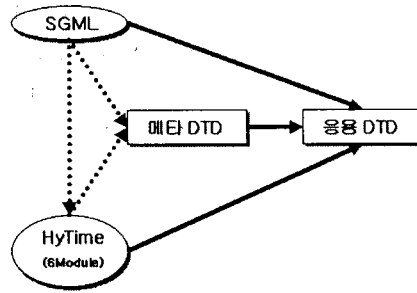 SGML
메타 DTD
응용 DTD
HyTime
(6Module)